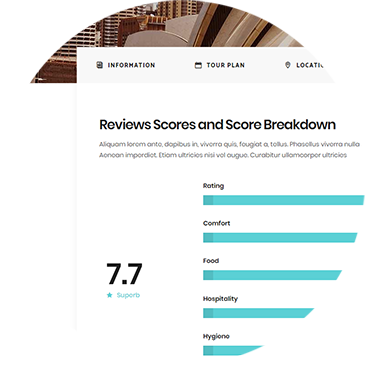 INFORMATION
TOUR PLAN
LOCATI
Reviews Scores and Score Breakdown
Aliquam lorem ante, dapibus in, viverra quis, feugiat a, tellus. Phasellus viverra nulla
Aenean imperdiet. Etiam ultricies nisi vel augue. Curabitur ullamcorper ultricies
Rating
Comfort
Food
7.7
Superb
Hospitality
Hygiene